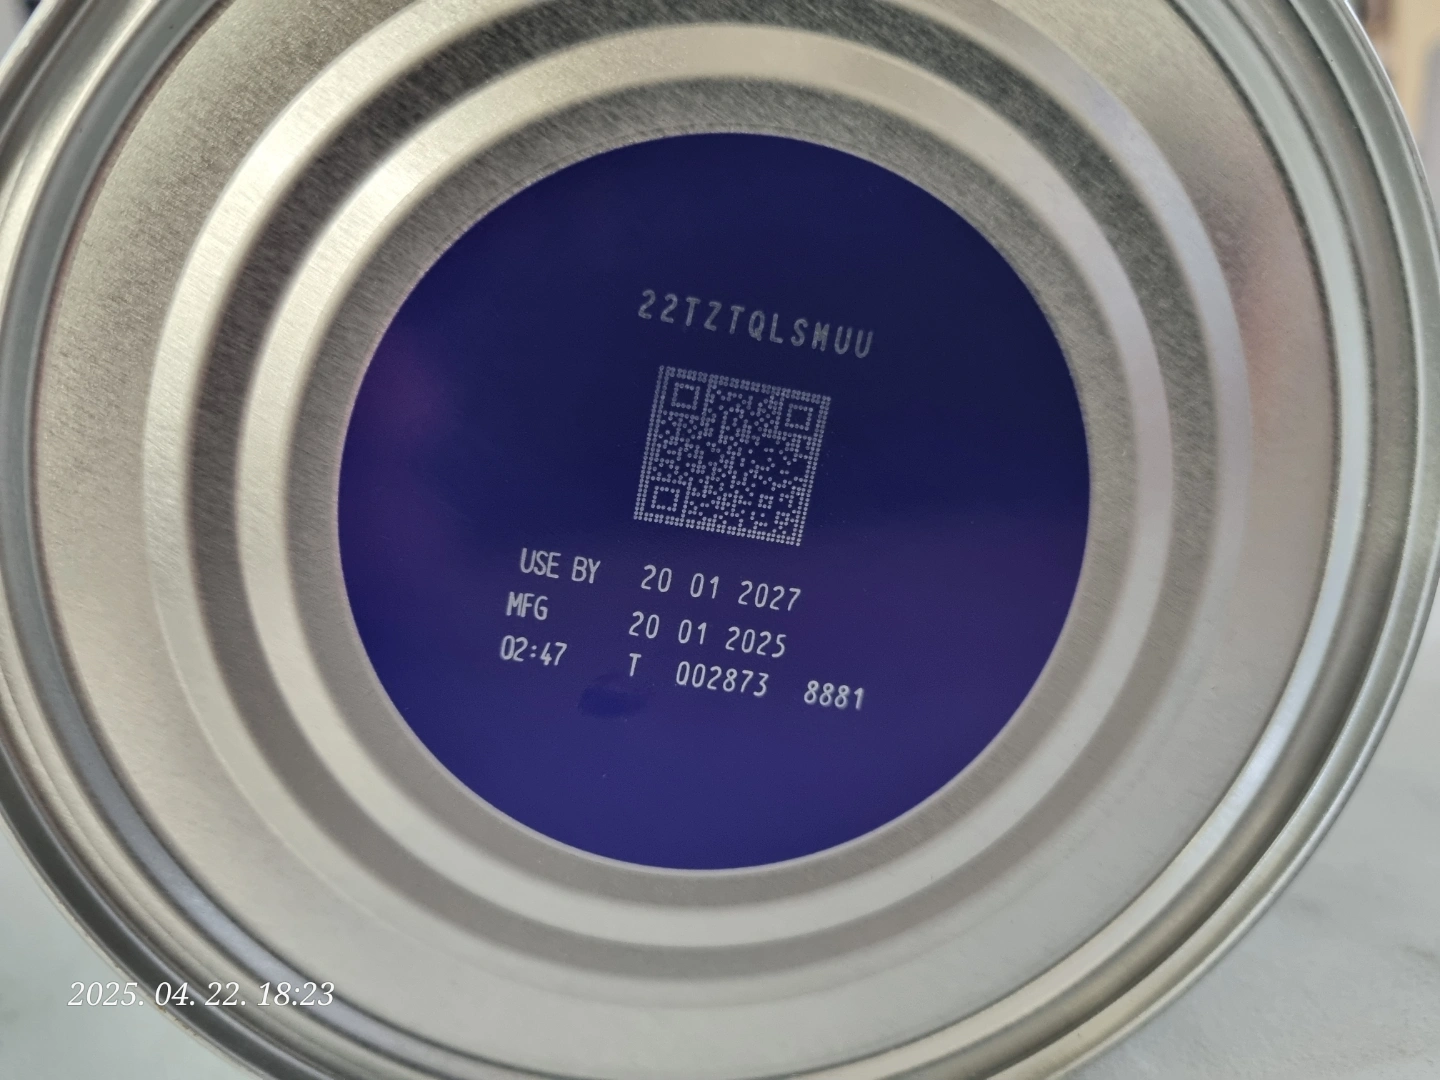 22TZTQLSMUU
USE BY 20 01 2027
MFG 20 01 2025
02:47 T 002873 8881
2025. 04. 22. 18:23